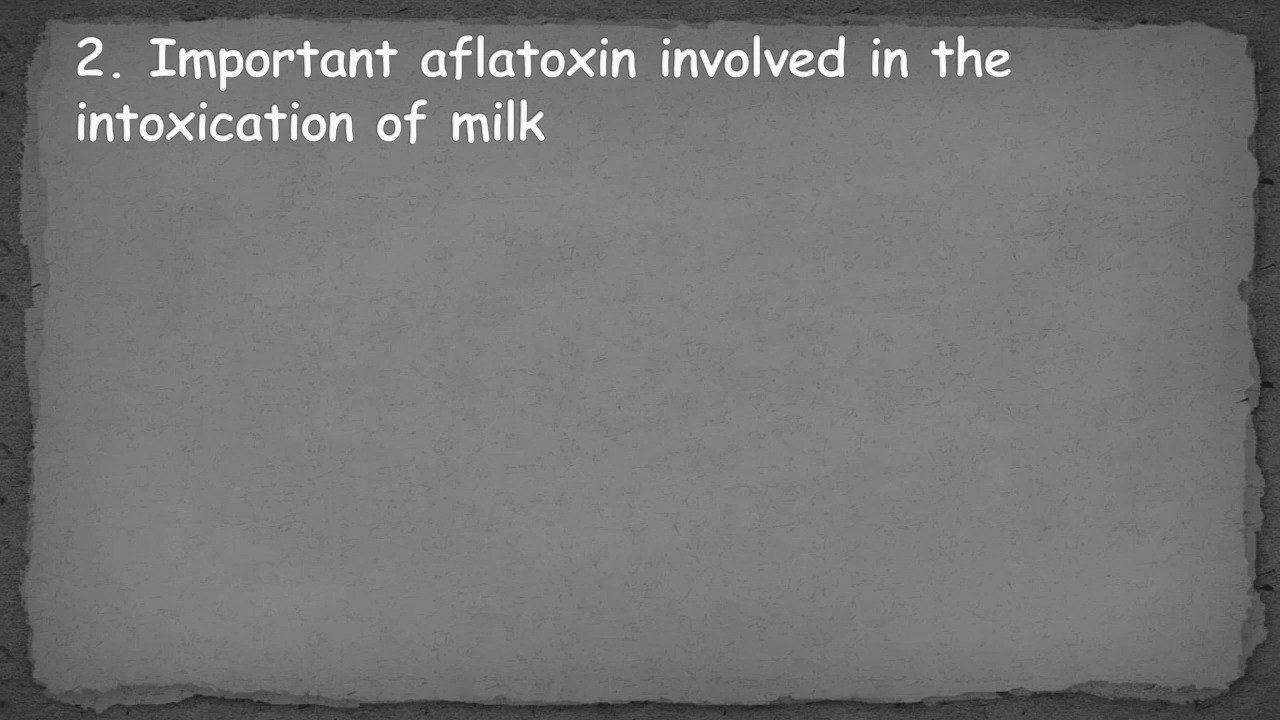 2. Important aflatoxin involved in the
intoxication of milk